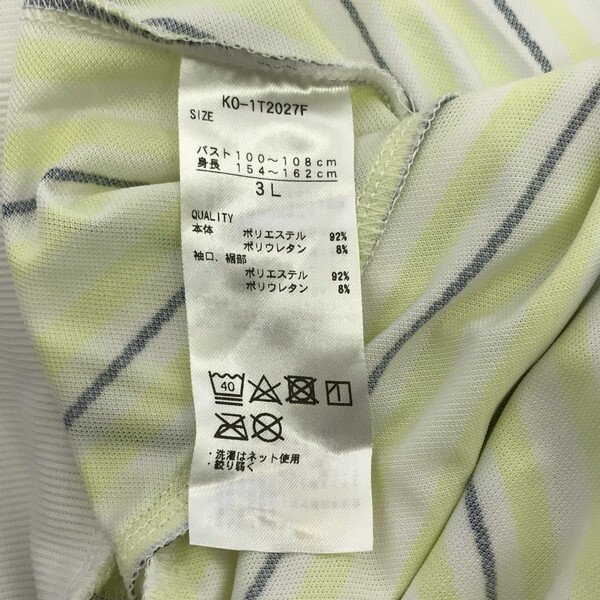 KO-1T2027F
SIZE
バスト 100〜108cm
身長 154〜162cm
3L
QUALITY
本体 ポリエステル 92%
ポリウレタン 8%
袖口、裾部
ポリエステル 92%
ポリウレタン 8%
40
・洗濯はネット使用
・絞り弱く